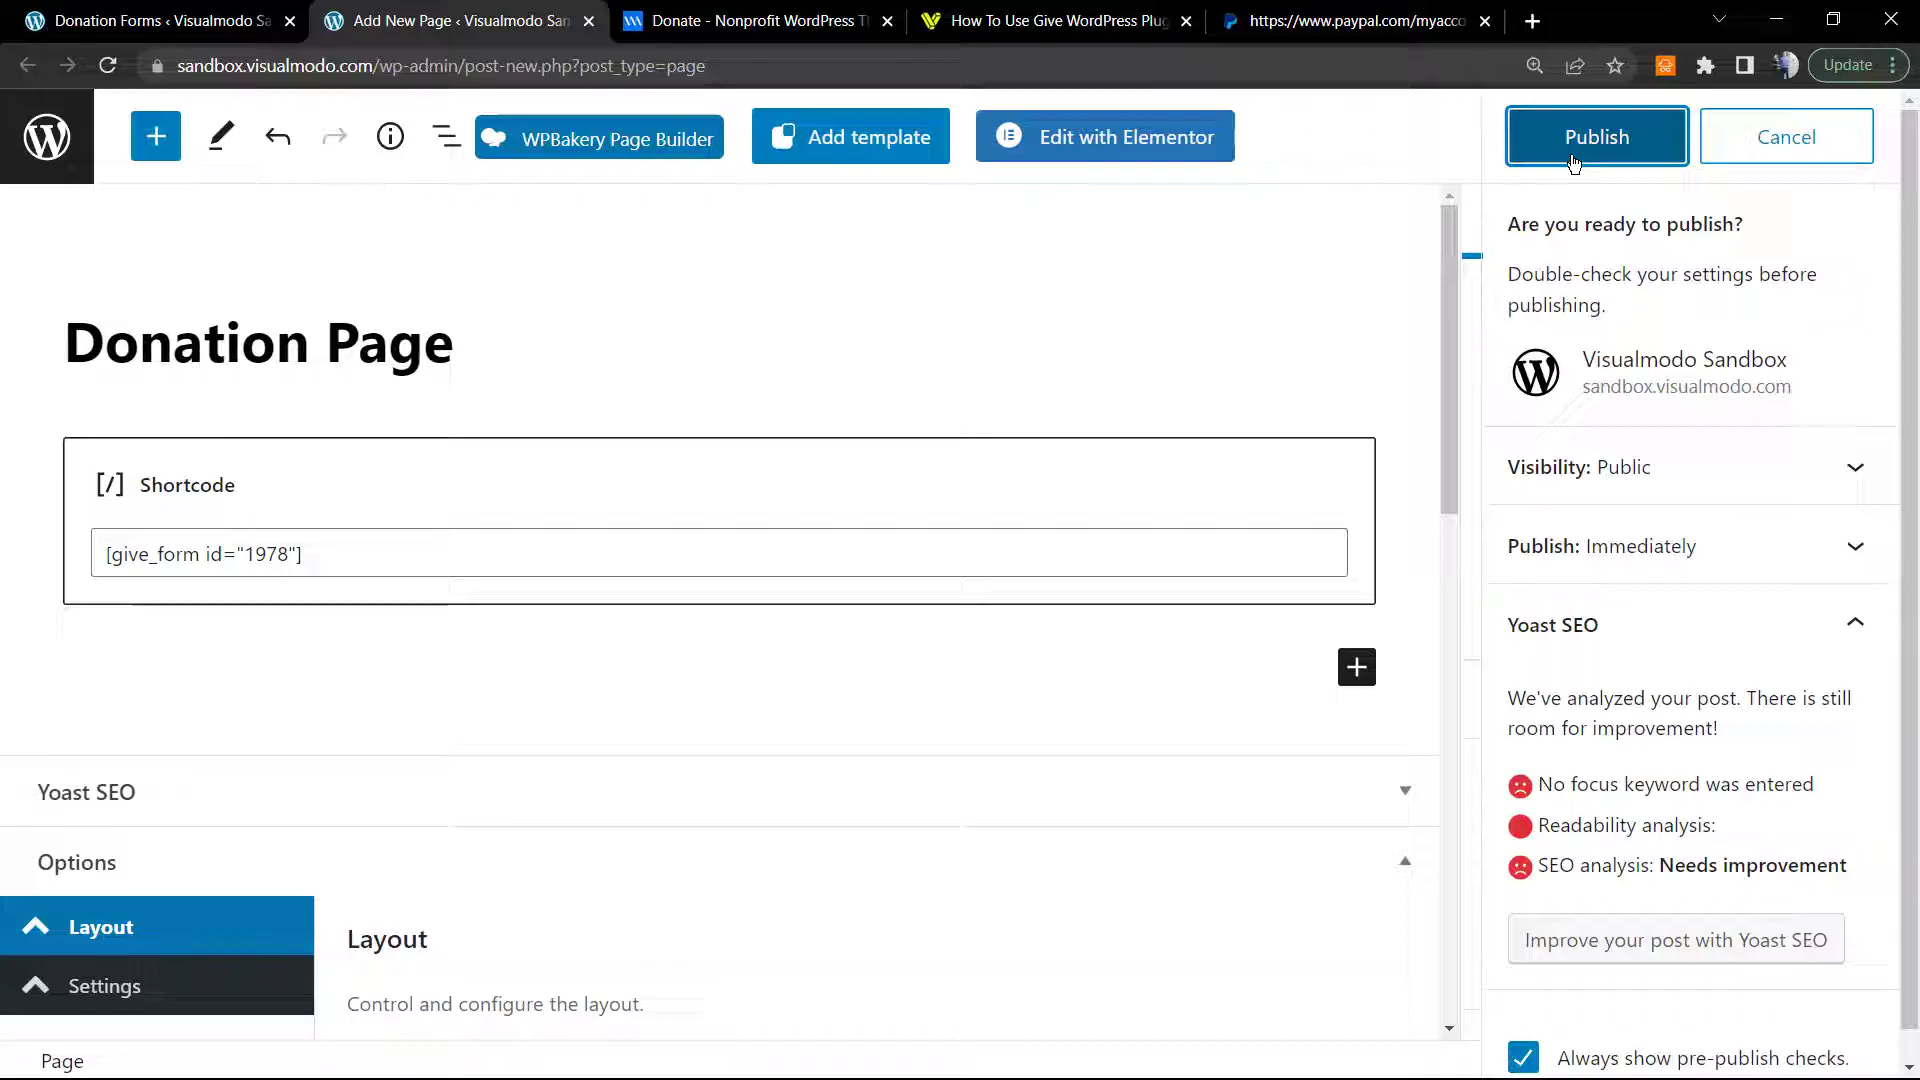 Donation Forms ‹ Visualmodo Sa
Add New Page ‹ Visualmodo San
Donate - Nonprofit WordPress T
How To Use Give WordPress Plug
https://www.paypal.com/myacco
sandbox.visualmodo.com/wp-admin/post-new.php?post_type=page
Update
WPBakery Page Builder
Add template
Edit with Elementor
Publish
Cancel
Are you ready to publish?
Double-check your settings before
publishing.
Visualmodo Sandbox
sandbox.visualmodo.com
Visibility: Public
Publish: Immediately
Yoast SEO
We've analyzed your post. There is still
room for improvement!
No focus keyword was entered
Readability analysis:
SEO analysis: Needs improvement
Improve your post with Yoast SEO
Always show pre-publish checks.
Donation Page
[/] Shortcode
[give_form id="1978"]
Yoast SEO
Options
Layout
Settings
Layout
Control and configure the layout.
Page